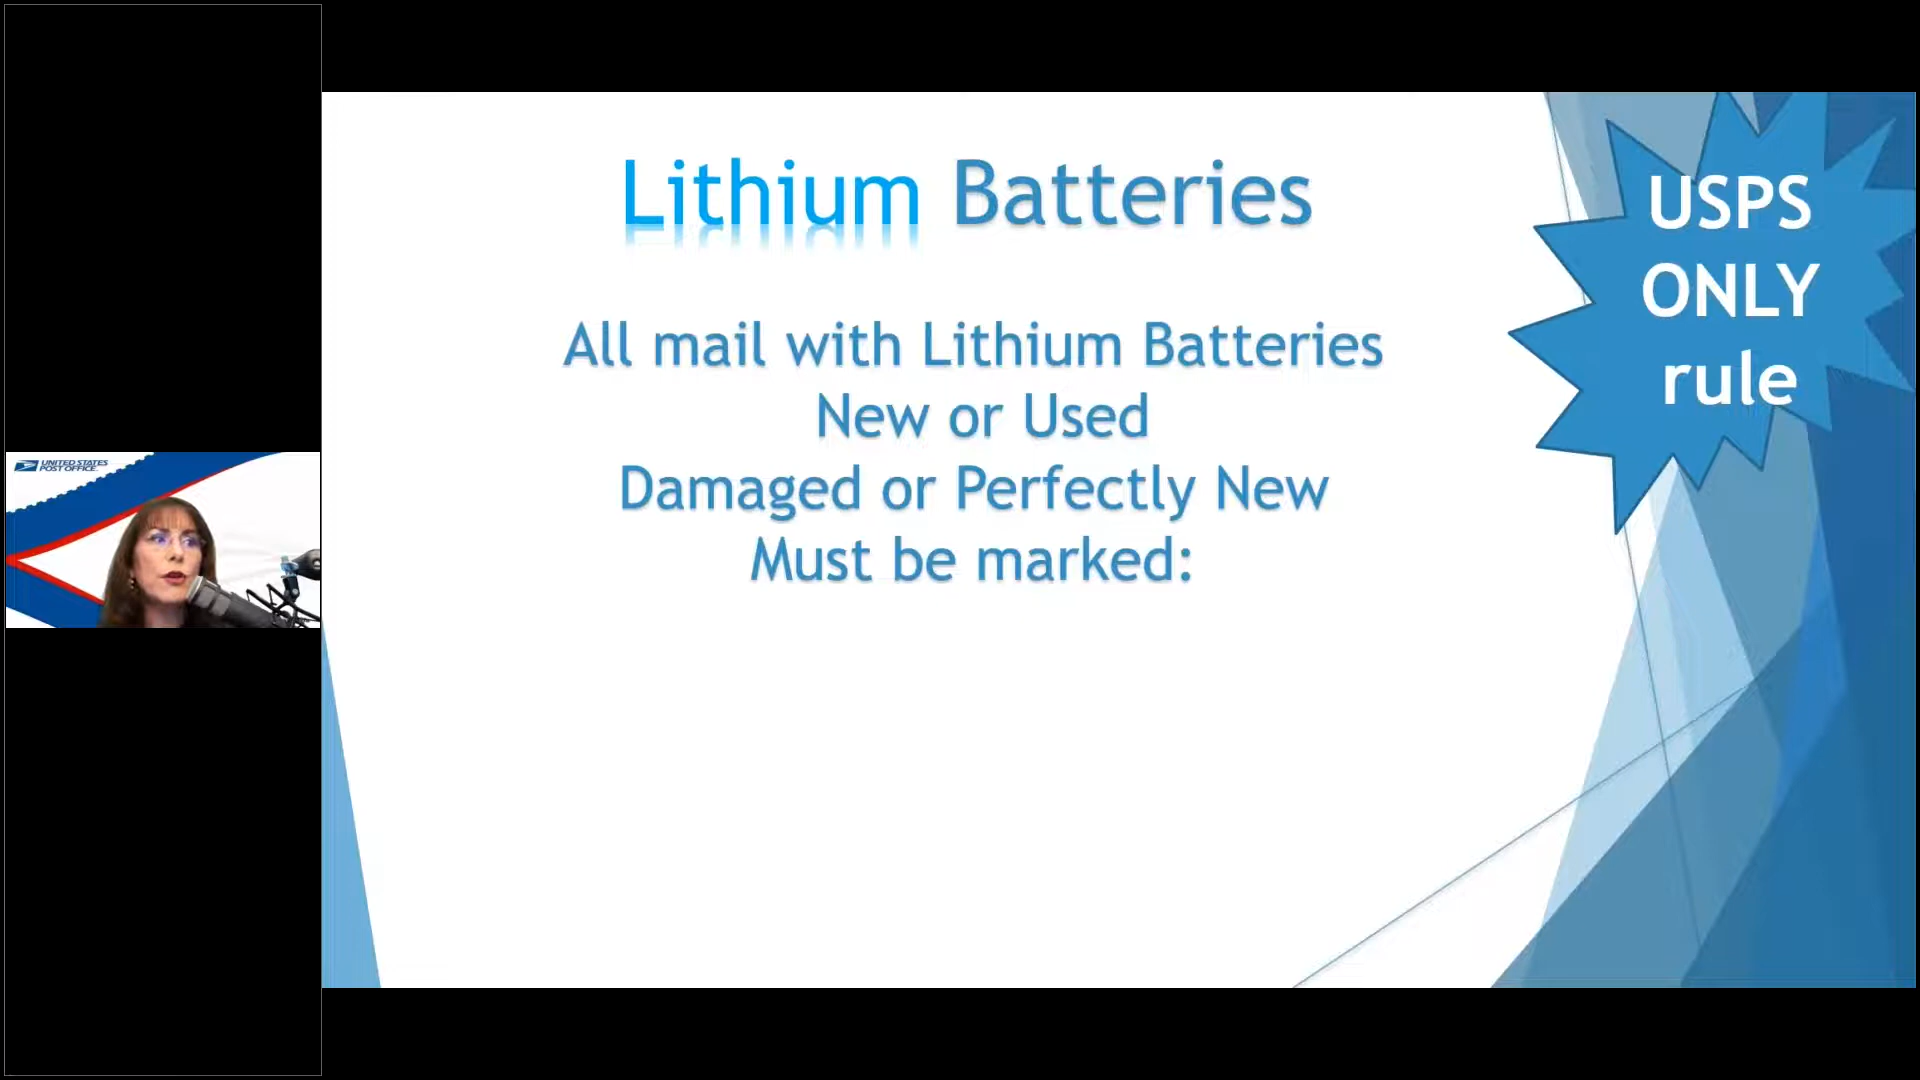 Lithium Batteries
All mail with Lithium Batteries
New or Used
Damaged or Perfectly New
Must be marked:
USPS
ONLY
rule
UNITED STATES
POST OFFICE